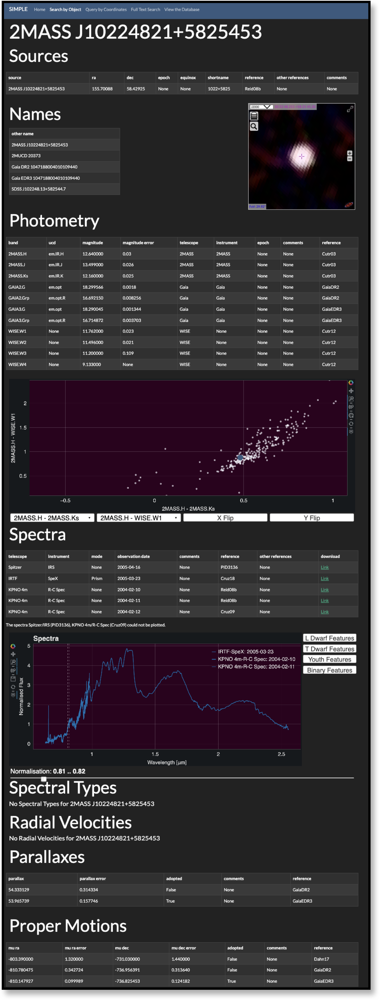 SIMPLE Home Search by Object Query by Coordinates Full Text Search View the Database
2MASS J10224821+5825453
Sources
source ra dec epoch equinox shortname reference other references comments
2MASS J10224821+5825453 155.70088 58.42925 None None 1022+5825 Reid08b None None
Names
other name
2MASS J10224821+5825453
2MUCD 20373
Gaia DR2 1047188004010109440
Gaia EDR3 1047188004010109440
SDSS J102248.13+582544.7
J2000 10 22 48.211 +58 25 45.30
FoV: 29.92"
Photometry
band ucd magnitude magnitude error telescope instrument epoch comments reference
2MASS.H em.IR.H 12.640000 0.03 2MASS 2MASS None None Cutr03
2MASS.J em.IR.J 13.499000 0.026 2MASS 2MASS None None Cutr03
2MASS.Ks em.IR.K 12.160000 0.025 2MASS 2MASS None None Cutr03
GAIA2.G em.opt 18.299566 0.0018 Gaia Gaia None None GaiaDR2
GAIA2.Grp em.opt.R 16.692150 0.008256 Gaia Gaia None None GaiaDR2
GAIA3.G em.opt 18.290045 0.001344 Gaia Gaia None None GaiaEDR3
GAIA3.Grp em.opt.R 16.714872 0.003703 Gaia Gaia None None GaiaEDR3
WISE.W1 None 11.762000 0.023 WISE None None None Cutr12
WISE.W2 None 11.496000 0.021 WISE None None None Cutr12
WISE.W3 None 11.200000 0.109 WISE None None None Cutr12
WISE.W4 None 9.133000 None WISE None None None Cutr12
2MASS.H - WISE.W1
2
1.5
1
0.5
−0.5 0 0.5 1
2MASS.H - 2MASS.Ks
2MASS.H - 2MASS.Ks 2MASS.H - WISE.W1 X Flip Y Flip
Spectra
telescope instrument mode observation date comments reference other references download
Spitzer IRS None 2005-04-16 None PID3136 None Link
IRTF SpeX Prism 2005-03-23 None Cruz18 None Link
KPNO 4m R-C Spec None 2004-02-10 None Reid08b None Link
KPNO 4m R-C Spec None 2004-02-11 None Reid08b None Link
KPNO 4m R-C Spec None 2004-02-12 None Cruz09 None Link
The spectra Spitzer/IRS (PID3136), KPNO 4m/R-C Spec (Cruz09) could not be plotted.
Spectra
Normalised Flux
5
4
3
2
1
0
IRTF-SpeX: 2005-03-23
KPNO 4m-R-C Spec: 2004-02-10
KPNO 4m-R-C Spec: 2004-02-11
L Dwarf Features
T Dwarf Features
Youth Features
Binary Features
1 1.5 2 2.5
Wavelength [μm]
Normalisation: 0.81 .. 0.82
Spectral Types
No Spectral Types for 2MASS J10224821+5825453
Radial Velocities
No Radial Velocities for 2MASS J10224821+5825453
Parallaxes
parallax parallax error adopted comments reference
54.333129 0.314334 False None GaiaDR2
53.965739 0.157746 True None GaiaEDR3
Proper Motions
mu ra mu ra error mu dec mu dec error adopted comments reference
-803.390000 1.320000 -731.030000 1.440000 False None Dahn17
-810.780475 0.342724 -736.956391 0.313640 False None GaiaDR2
-810.147927 0.099989 -736.825453 0.124182 True None GaiaEDR3